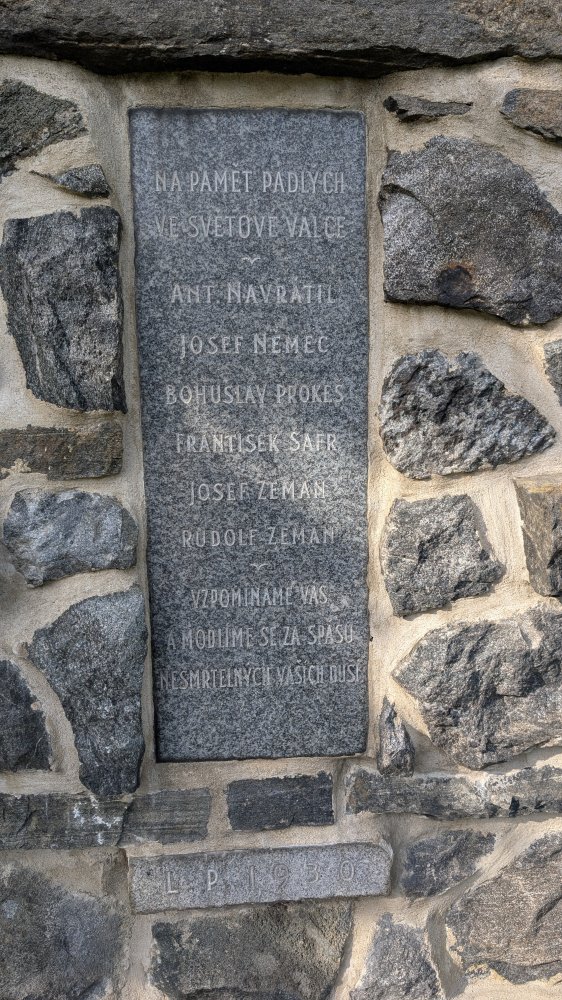 NA PAMĚŤ PADLÝCH
VE SVĚTOVÉ VÁLCE
ANT. NAVRÁTIL
JOSEF NĚMEC
BOHUSLAV PROKEŠ
FRANTIŠEK ŠAFR
JOSEF ZEMAN
RUDOLF ZEMAN
VZPOMÍNÁME VÁS
A MODLÍME SE ZA SPÁSU
NESMRTELNÝCH VAŠICH DUŠÍ
L. P. 1930